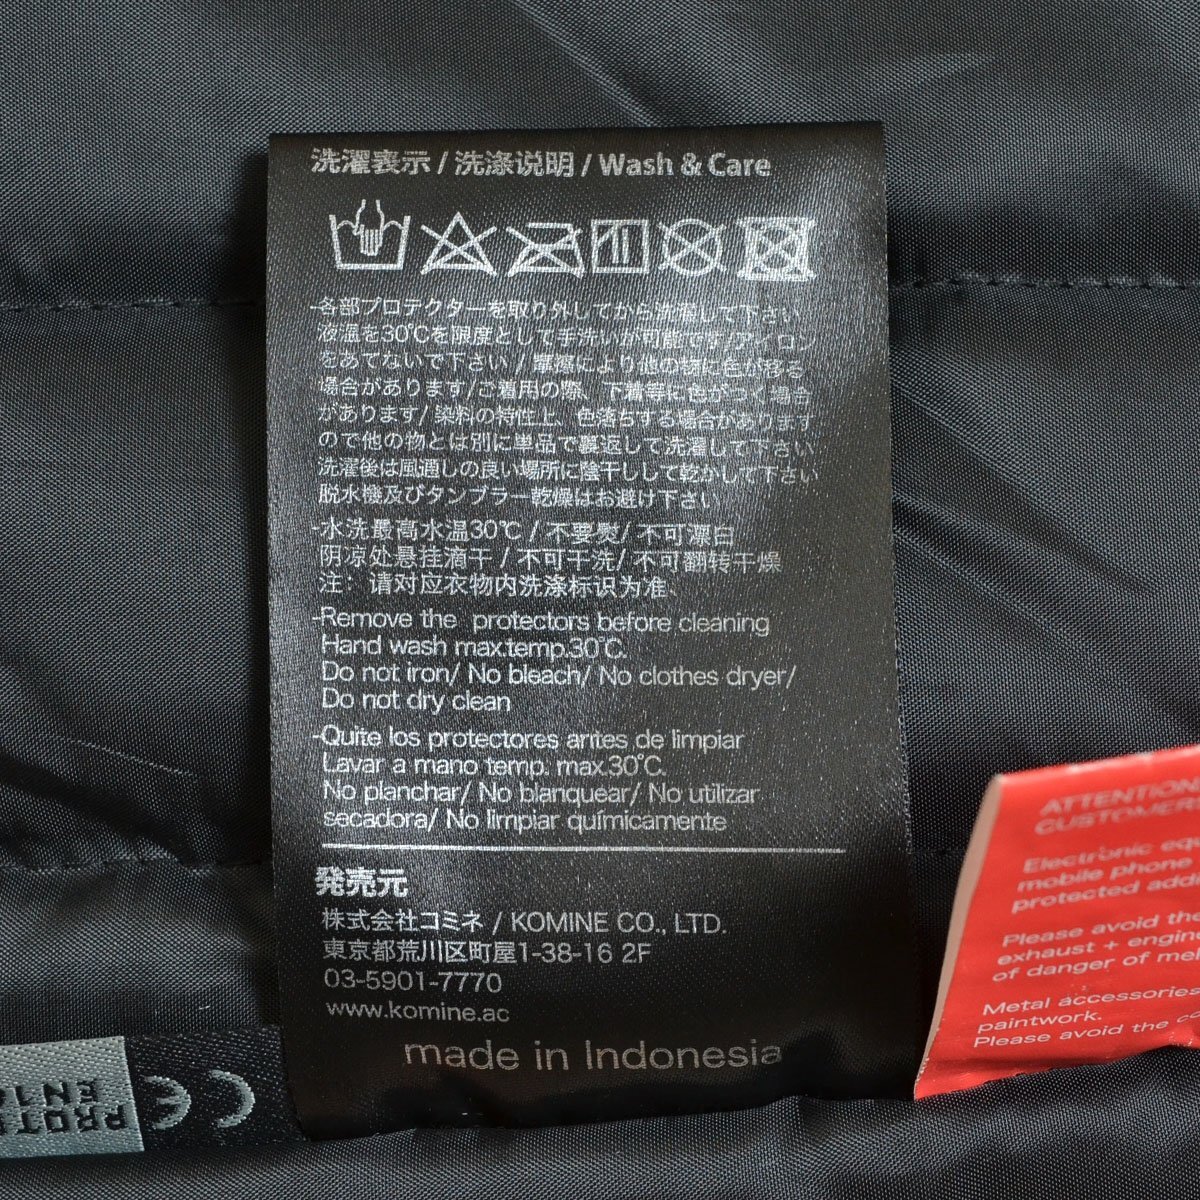 洗濯表示 / 洗涤说明 / Wash & Care
-各部プロテクターを取り外してから洗濯して下さい
液温を30℃を限度として手洗いが可能です/アイロン
をあてないで下さい / 摩擦により他の物に色が移る
場合があります/ご着用の際、下着等に色がつく場合
があります/ 染料の特性上、色落ちする場合があります
ので他の物とは別に単品で裏返して洗濯して下さい
洗濯後は風通しの良い場所に陰干しして乾かして下さい
脱水機及びタンブラー乾燥はお避け下さい
-水洗最高水温30℃ / 不要熨/ 不可漂白
阴凉处悬挂滴干 / 不可干洗/ 不可翻转干燥
注：请对应衣物内洗涤标识为准、
-Remove the protectors before cleaning
Hand wash max.temp.30℃.
Do not iron/ No bleach/ No clothes dryer/
Do not dry clean
-Quite los protectores antes de limpiar
Lavar a mano temp. max.30℃.
No planchar/ No blanquear/ No utilizar
secadora/ No limpiar químicamente
発売元
株式会社コミネ / KOMINE CO., LTD.
東京都荒川区町屋1-38-16 2F
03-5901-7770
www.komine.ac
made in Indonesia
ATTENTION
CUSTOMER
Electronic equ
mobile phone
protected addi
Please avoid the
exhaust + engine
of danger of mel
Metal accessories
paintwork.
Please avoid the co
PROT
EN1
CE